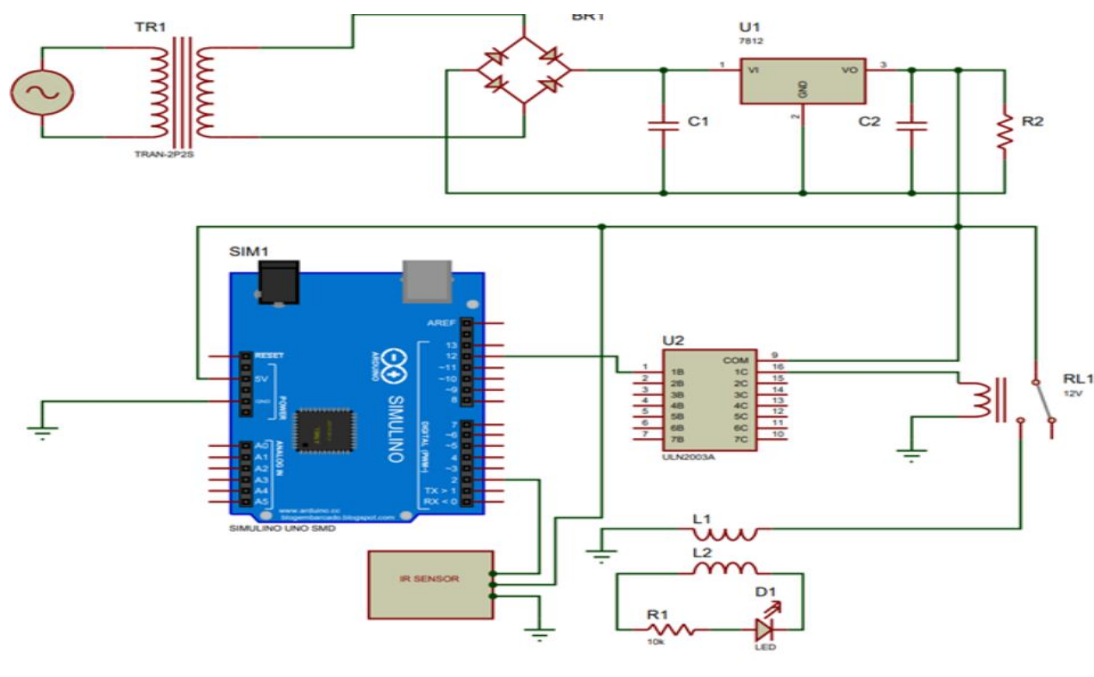 TR1
BR1
U1
7812
1
VI
VO
3
GND
2
C1
C2
R2
TRAN-2P2S
SIM1
AREF
13
RESET
12
~11
5V
~10
~9
GND
8
POWER
ARDUINO
SIMULINO
7
~6
~5
4
~3
2
TX > 1
RX < 0
DIGITAL (PWM~)
A0
A1
A2
A3
A4
A5
ANALOG IN
www.arduino.cc
blogembarcado.blogspot.com
SIMULINO UNO SMD
U2
COM
9
1
1B
1C
16
2
2B
2C
15
3
3B
3C
14
4
4B
4C
13
5
5B
5C
12
6
6B
6C
11
7
7B
7C
10
ULN2003A
RL1
12V
IR SENSOR
L1
L2
D1
R1
10k
LED